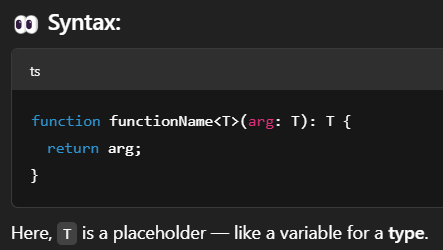 👀 Syntax:
ts
function functionName<T>(arg: T): T {
  return arg;
}
Here, T is a placeholder — like a variable for a type.